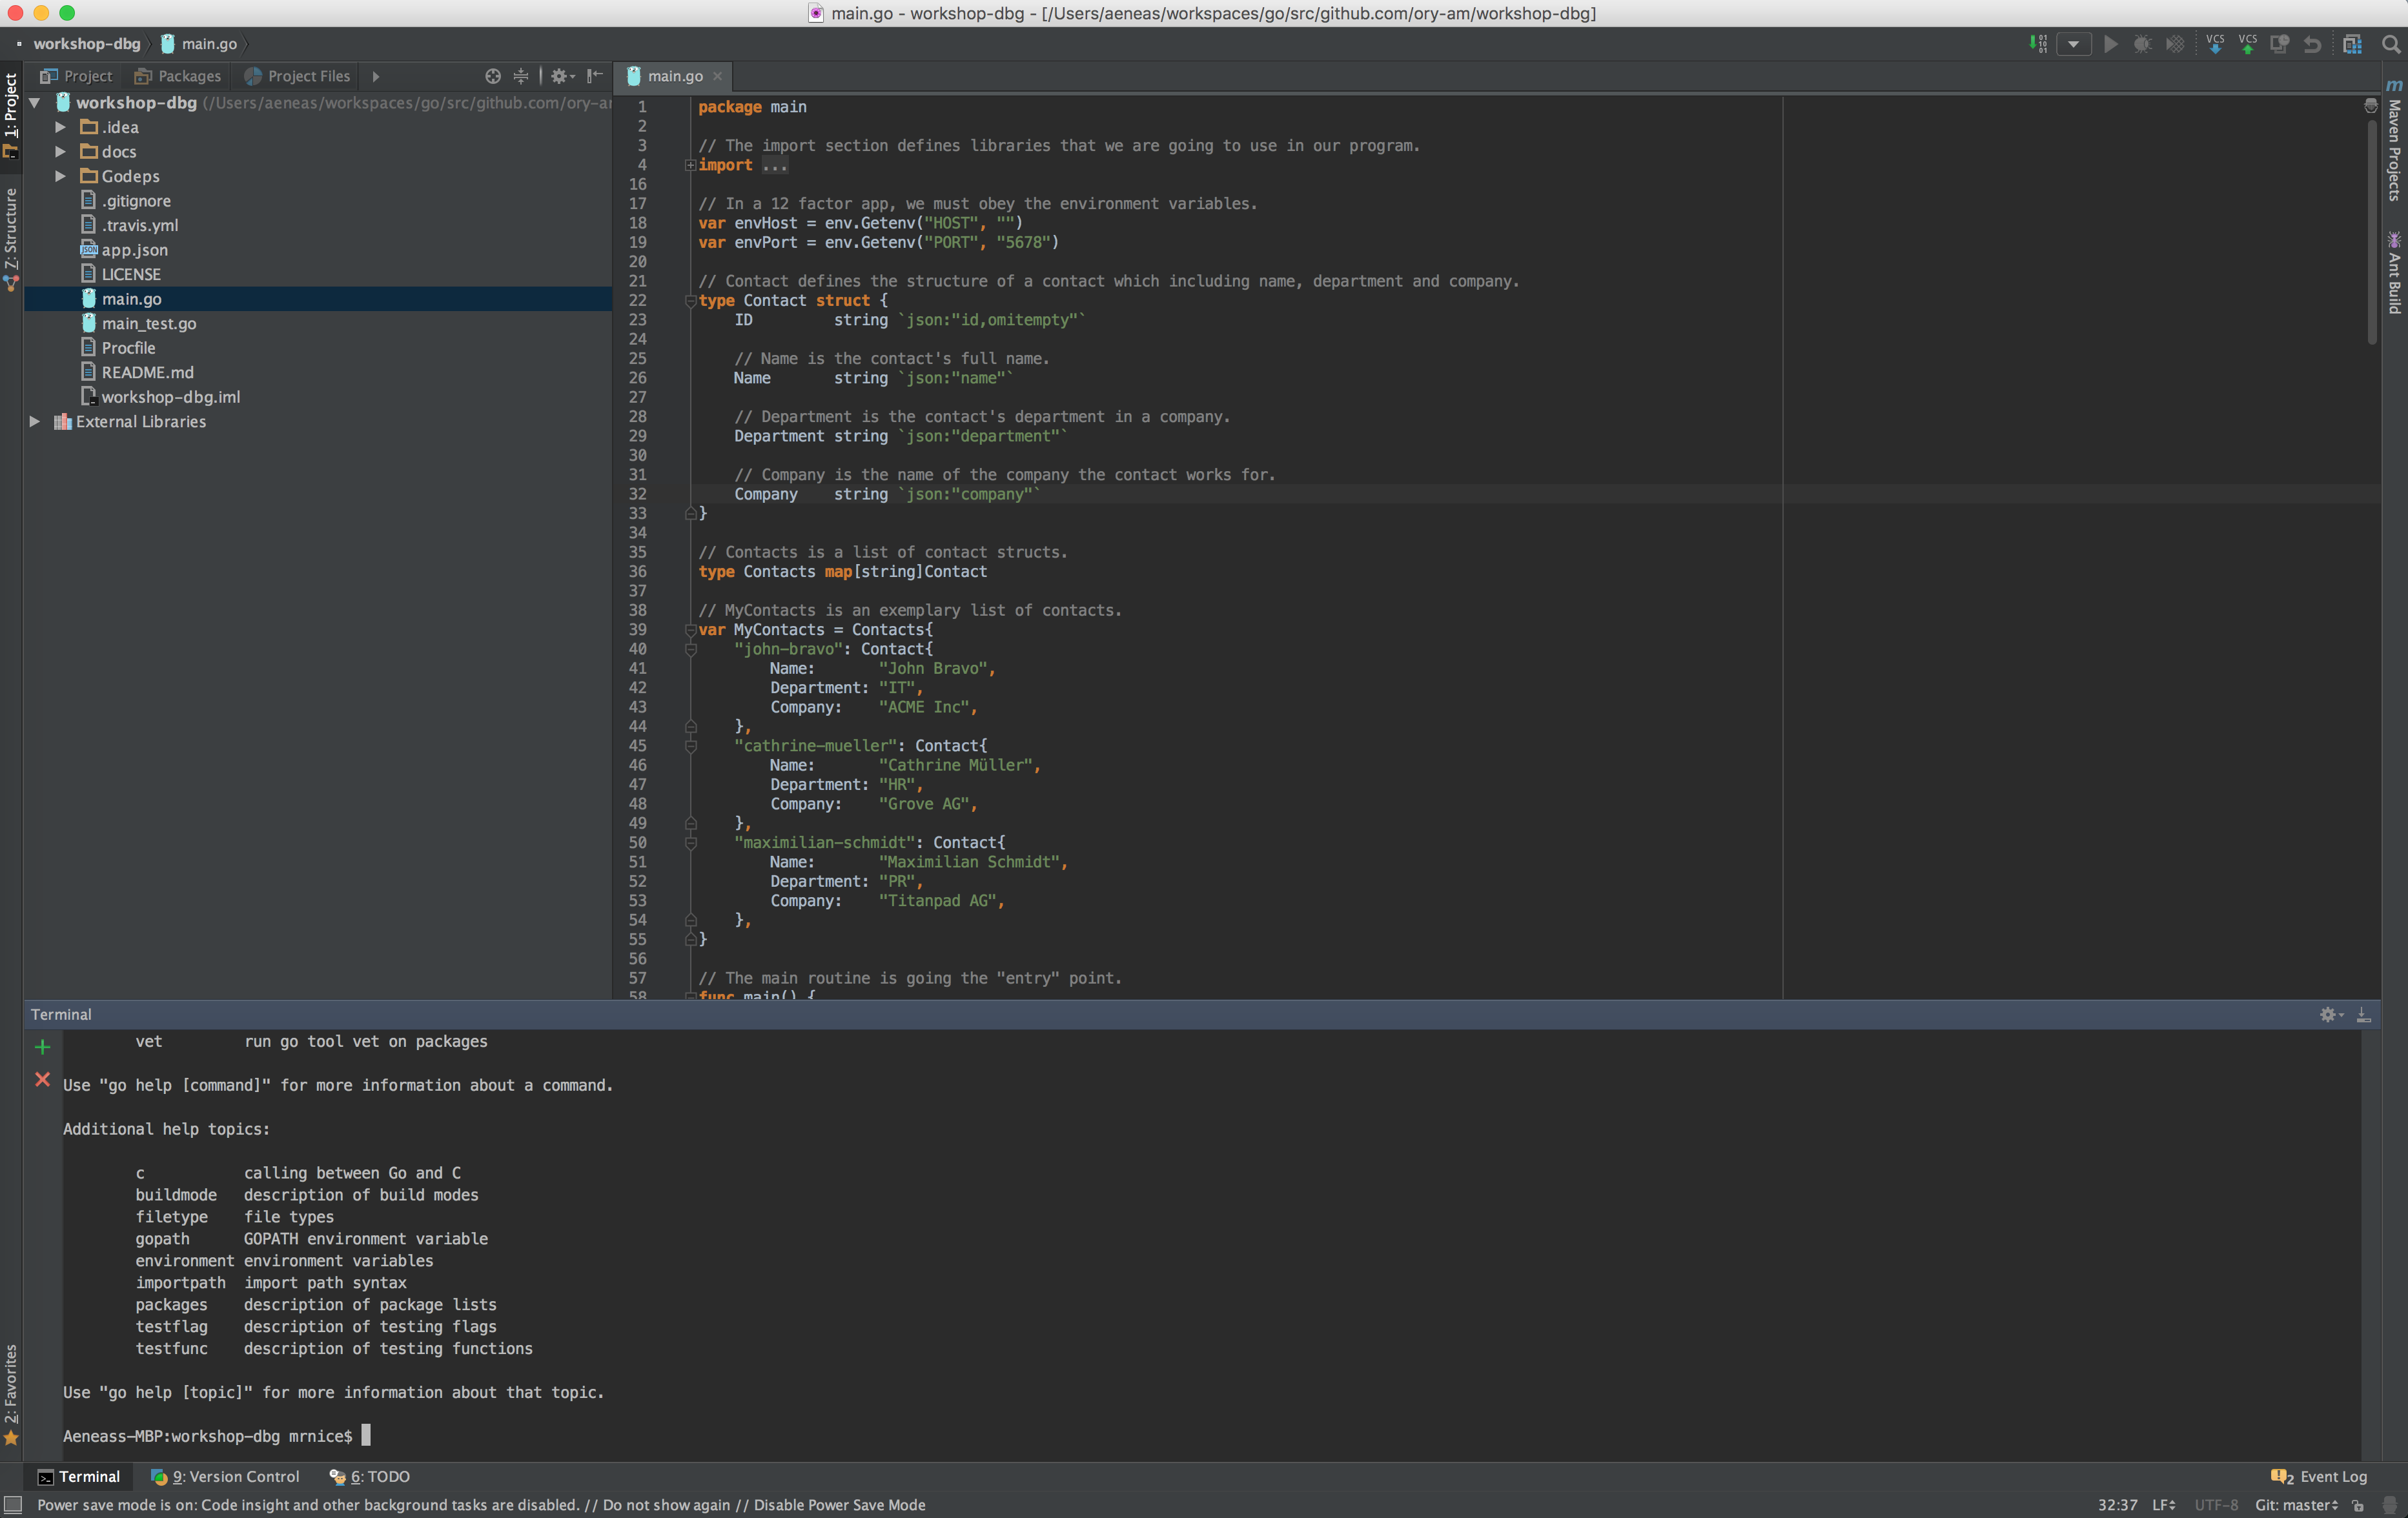 main.go - workshop-dbg - [/Users/aeneas/workspaces/go/src/github.com/ory-am/workshop-dbg]
workshop-dbg main.go
VCS VCS
1: Project
7: Structure
2: Favorites
Project Packages Project Files
workshop-dbg (/Users/aeneas/workspaces/go/src/github.com/ory-am
.idea
docs
Godeps
.gitignore
.travis.yml
app.json
LICENSE
main.go
main_test.go
Procfile
README.md
workshop-dbg.iml
External Libraries
main.go
1 package main
2
3 // The import section defines libraries that we are going to use in our program.
4 import ...
16
17 // In a 12 factor app, we must obey the environment variables.
18 var envHost = env.Getenv("HOST", "")
19 var envPort = env.Getenv("PORT", "5678")
20
21 // Contact defines the structure of a contact which including name, department and company.
22 type Contact struct {
23 ID string `json:"id,omitempty"`
24
25 // Name is the contact's full name.
26 Name string `json:"name"`
27
28 // Department is the contact's department in a company.
29 Department string `json:"department"`
30
31 // Company is the name of the company the contact works for.
32 Company string `json:"company"`
33 }
34
35 // Contacts is a list of contact structs.
36 type Contacts map[string]Contact
37
38 // MyContacts is an exemplary list of contacts.
39 var MyContacts = Contacts{
40 "john-bravo": Contact{
41 Name: "John Bravo",
42 Department: "IT",
43 Company: "ACME Inc",
44 },
45 "cathrine-mueller": Contact{
46 Name: "Cathrine Müller",
47 Department: "HR",
48 Company: "Grove AG",
49 },
50 "maximilian-schmidt": Contact{
51 Name: "Maximilian Schmidt",
52 Department: "PR",
53 Company: "Titanpad AG",
54 },
55 }
56
57 // The main routine is going the "entry" point.
58 func main() {
Maven Projects
Ant Build
Terminal
vet run go tool vet on packages
Use "go help [command]" for more information about a command.
Additional help topics:
c calling between Go and C
buildmode description of build modes
filetype file types
gopath GOPATH environment variable
environment environment variables
importpath import path syntax
packages description of package lists
testflag description of testing flags
testfunc description of testing functions
Use "go help [topic]" for more information about that topic.
Aeneass-MBP:workshop-dbg mrnice$
Terminal 9: Version Control 6: TODO 2 Event Log
Power save mode is on: Code insight and other background tasks are disabled. // Do not show again // Disable Power Save Mode 32:37 LF UTF-8 Git: master